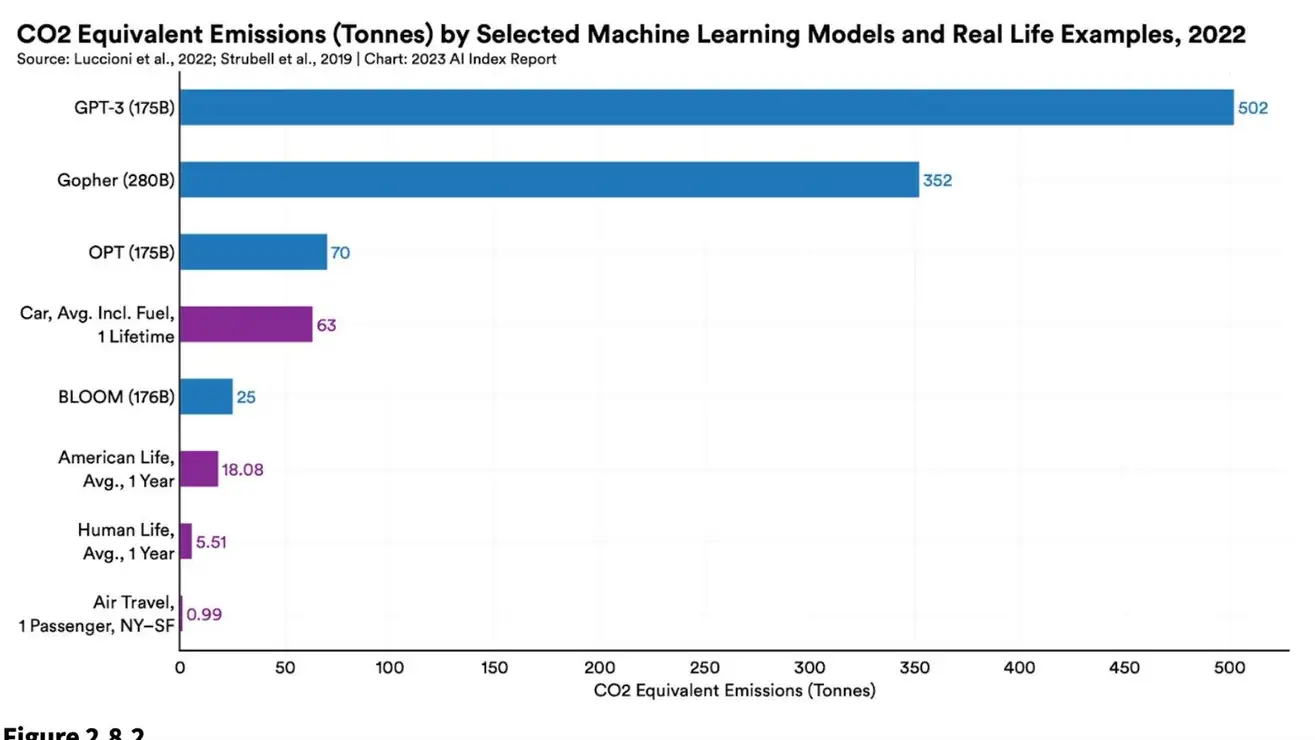 CO2 Equivalent Emissions (Tonnes) by Selected Machine Learning Models and Real Life Examples, 2022
Source: Luccioni et al., 2022; Strubell et al., 2019 | Chart: 2023 AI Index Report
GPT-3 (175B)
502
Gopher (280B)
352
OPT (175B)
70
Car, Avg. Incl. Fuel,
1 Lifetime
63
BLOOM (176B)
25
American Life,
Avg., 1 Year
18.08
Human Life,
Avg., 1 Year
5.51
Air Travel,
1 Passenger, NY–SF
0.99
0 50 100 150 200 250 300 350 400 450 500
CO2 Equivalent Emissions (Tonnes)
Figure 2.8.2